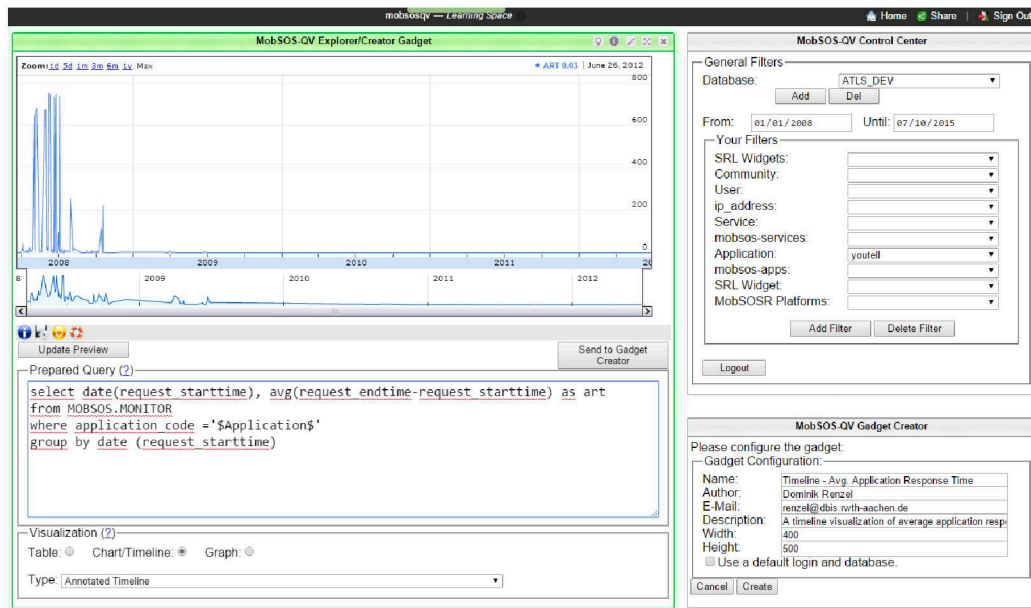 mobsosqv — Learning Space
Home Share | Sign Out
MobSOS-QV Explorer/Creator Gadget
Zoom: 1d 5d 1m 3m 6m 1y Max
ART 0.03 | June 26, 2012
800
600
400
200
0
2008 2009 2010 2011 20
8 2009 2010 2011 2012
Update Preview
Send to Gadget
Creator
Prepared Query (?)
select date(request_starttime), avg(request_endtime-request_starttime) as art
from MOBSOS.MONITOR
where application_code ='$Application$'
group by date (request_starttime)
Visualization (?)
Table: Chart/Timeline: Graph:
Type: Annotated Timeline
MobSOS-QV Control Center
General Filters
Database: ATLS_DEV
Add Del
From: 01/01/2008 Until: 07/10/2015
Your Filters
SRL Widgets:
Community:
User:
ip_address:
Service:
mobsos-services:
Application: youtell
mobsos-apps:
SRL Widget:
MobSOSR Platforms:
Add Filter Delete Filter
Logout
MobSOS-QV Gadget Creator
Please configure the gadget:
Gadget Configuration:
Name: Timeline - Avg. Application Response Time
Author: Dominik Renzel
E-Mail: renzel@dbis.rwth-aachen.de
Description: A timeline visualization of average application resp
Width: 400
Height: 500
Use a default login and database.
Cancel Create